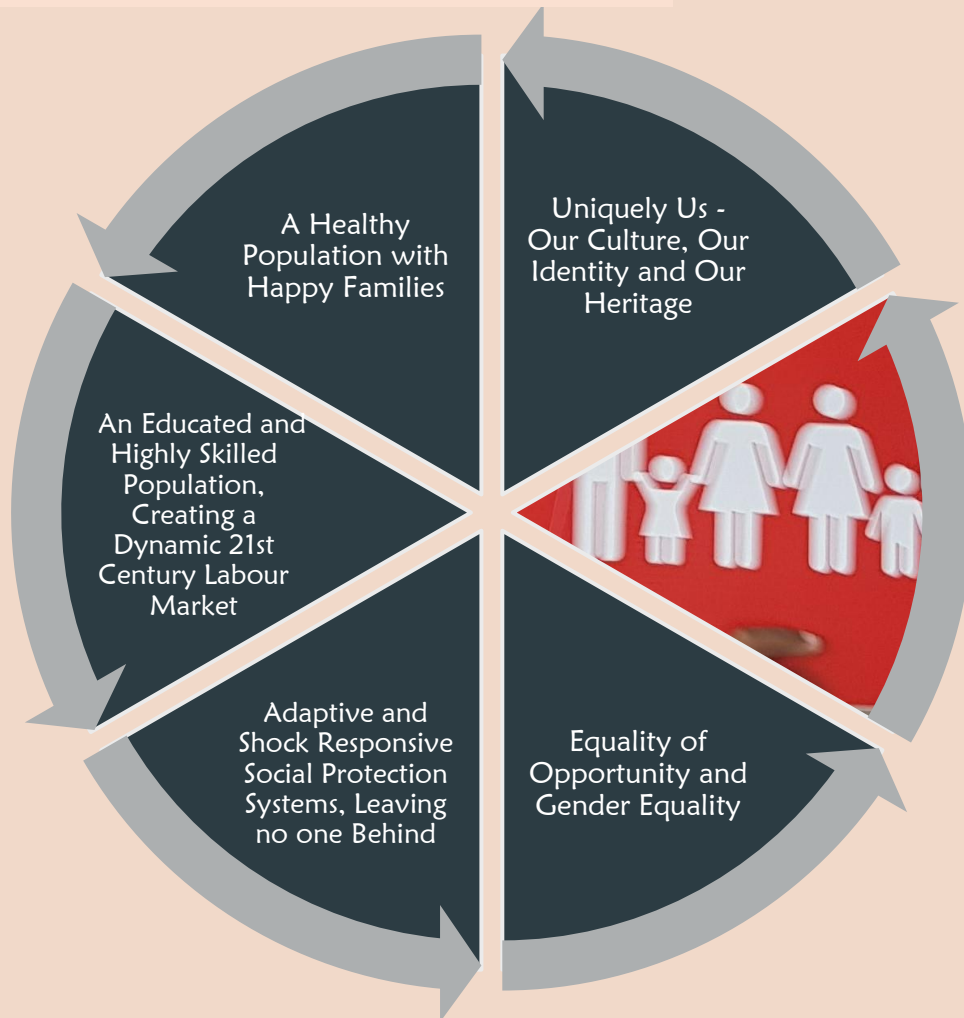 Uniquely Us -
Our Culture, Our
Identity and Our
Heritage
A Healthy
Population with
Happy Families
An Educated and
Highly Skilled
Population,
Creating a
Dynamic 21st
Century Labour
Market
Adaptive and
Shock Responsive
Social Protection
Systems, Leaving
no one Behind
Equality of
Opportunity and
Gender Equality